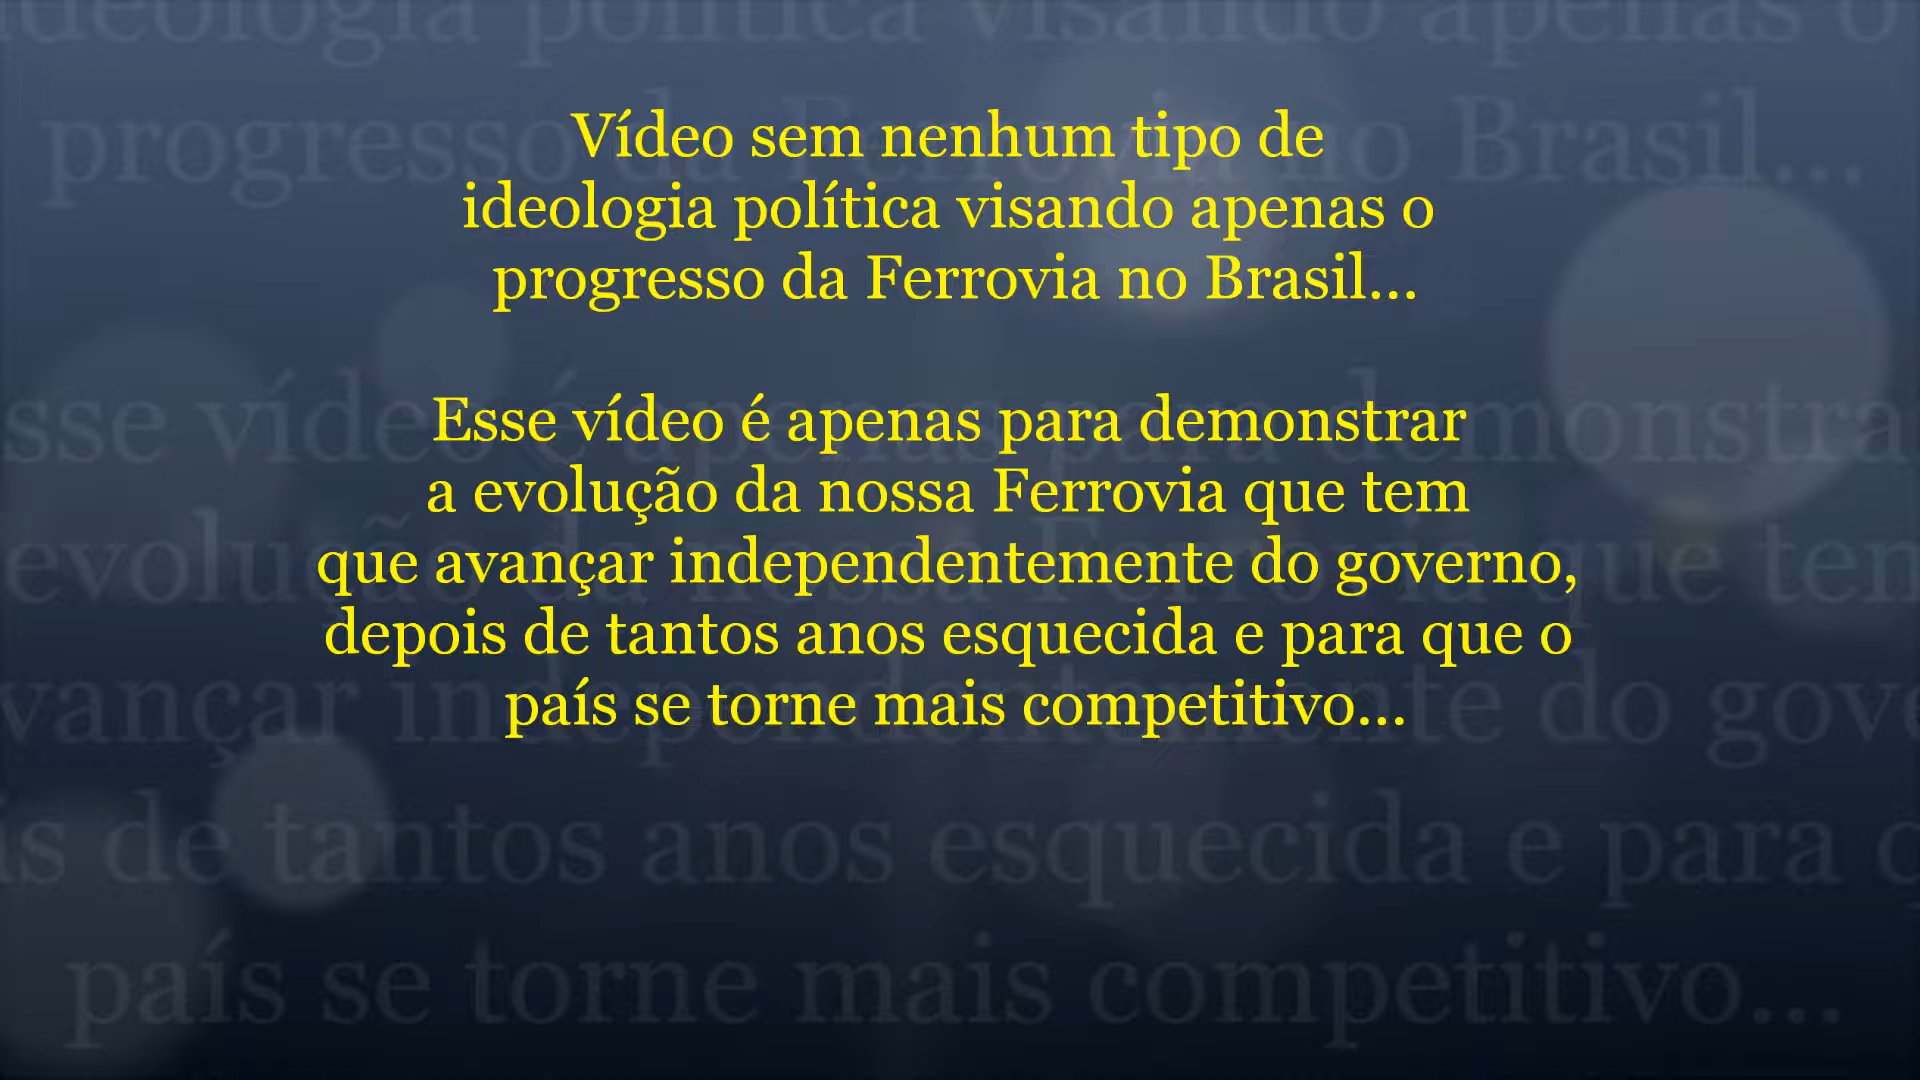 Vídeo sem nenhum tipo de
ideologia política visando apenas o
progresso da Ferrovia no Brasil...
Esse vídeo é apenas para demonstrar
a evolução da nossa Ferrovia que tem
que avançar independentemente do governo,
depois de tantos anos esquecida e para que o
país se torne mais competitivo...